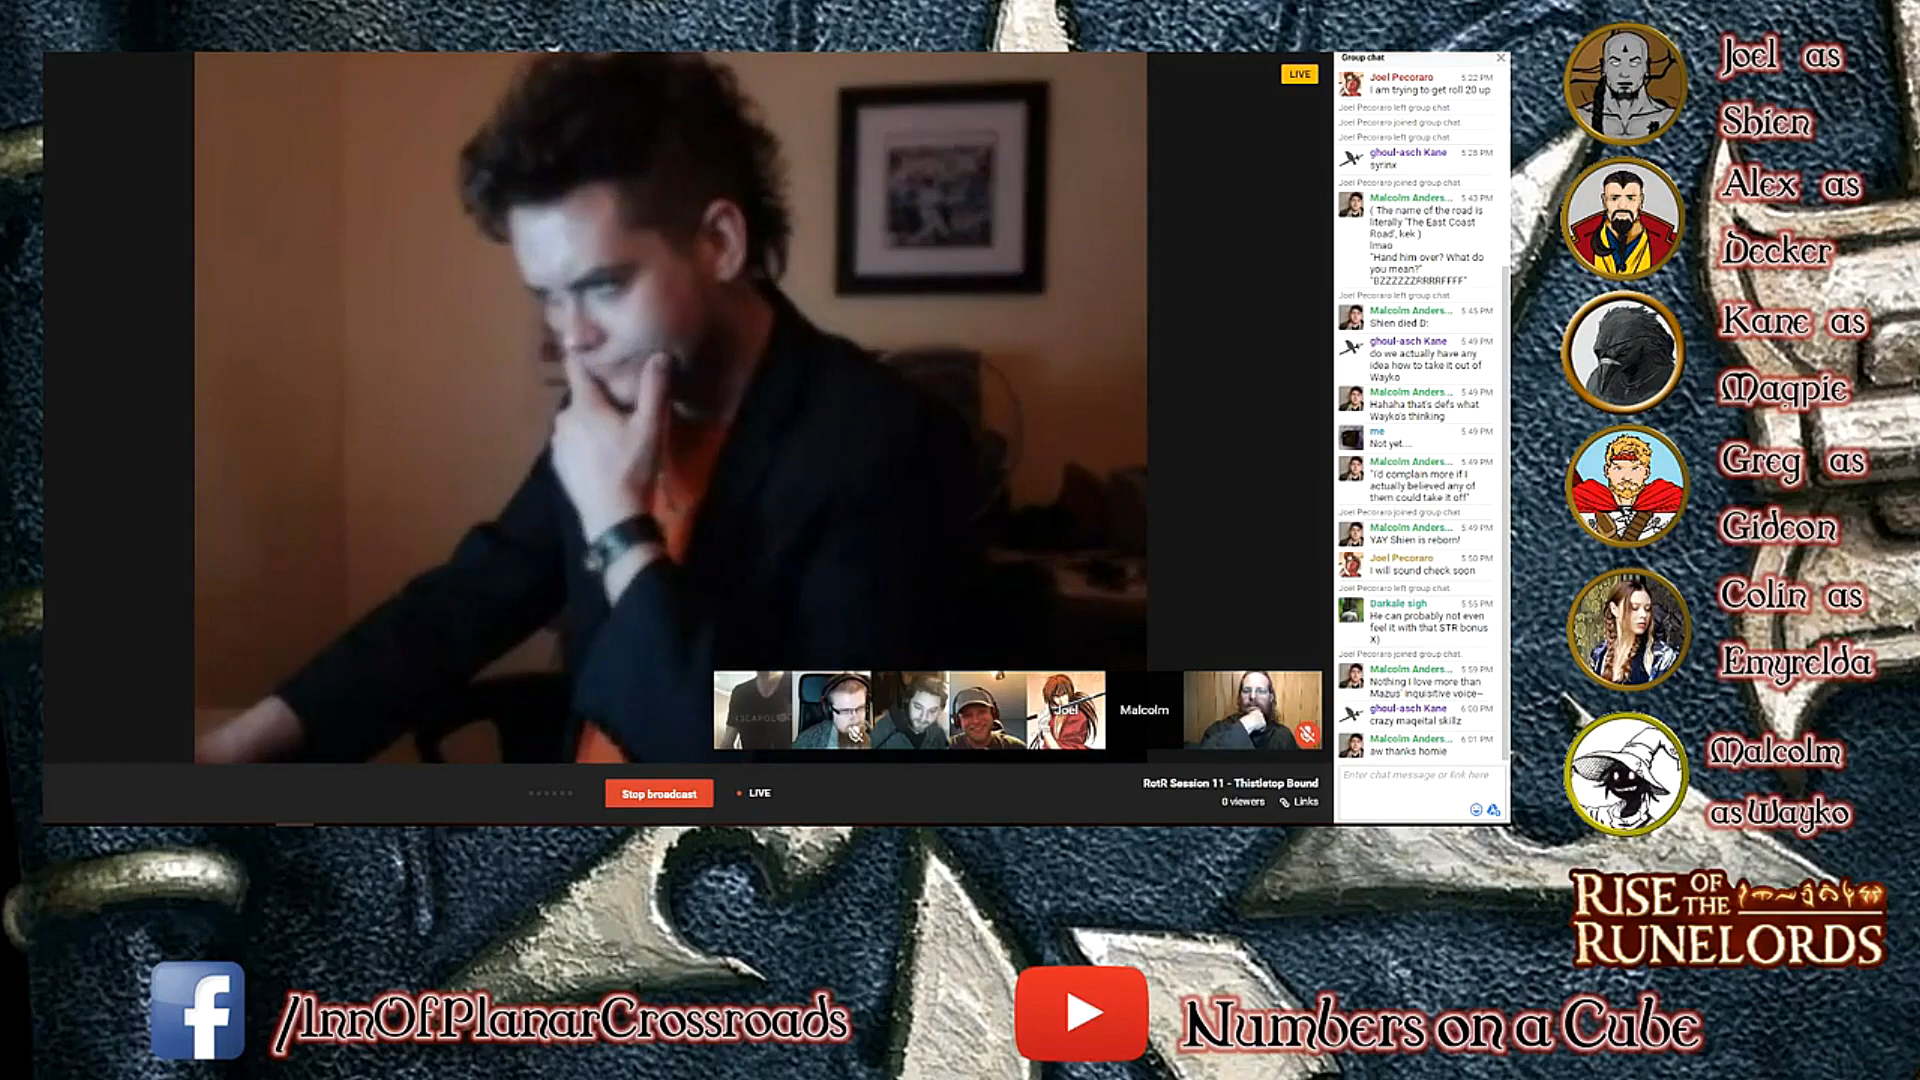 LIVE
Group chat
Joel Pecoraro 5:22 PM
I am trying to get roll 20 up
Joel Pecoraro left group chat
Joel Pecoraro joined group chat
Joel Pecoraro left group chat
ghoul-asch Kane 5:28 PM
syrinx
Joel Pecoraro joined group chat
Malcolm Anders... 5:43 PM
( The name of the road is
literally 'The East Coast
Road', kek )
lmao
"Hand him over? What do
you mean?"
"BZZZZZZRRRRFFFF"
Joel Pecoraro left group chat
Malcolm Anders... 5:45 PM
Shien died D:
ghoul-asch Kane 5:49 PM
do we actually have any
idea how to take it out of
Wayko
Malcolm Anders... 5:49 PM
Hahaha that's defs what
Wayko's thinking
me 5:49 PM
Not yet....
Malcolm Anders... 5:49 PM
"I'd complain more if I
actually believed any of
them could take it off"
Joel Pecoraro joined group chat
Malcolm Anders... 5:49 PM
YAY Shien is reborn!
Joel Pecoraro 5:50 PM
I will sound check soon
Joel Pecoraro left group chat
Darkale sigh 5:55 PM
He can probably not even
feel it with that STR bonus
X)
Joel Pecoraro joined group chat
Malcolm Anders... 5:59 PM
Nothing I love more than
Mazus' inquisitive voice~
ghoul-asch Kane 6:00 PM
crazy mageital skillz
Malcolm Anders... 6:01 PM
aw thanks homie
Enter chat message or link here
Joel
Malcolm
Stop broadcast
LIVE
RotR Session 11 - Thistletop Bound
0 viewers Links
Joel as
Shien
Alex as
Decker
Kane as
Magpie
Greg as
Gideon
Colin as
Emyrelda
Malcolm
as Wayko
RISE OF THE
RUNELORDS
f /InnOfPlanarCrossroads
Numbers on a Cube